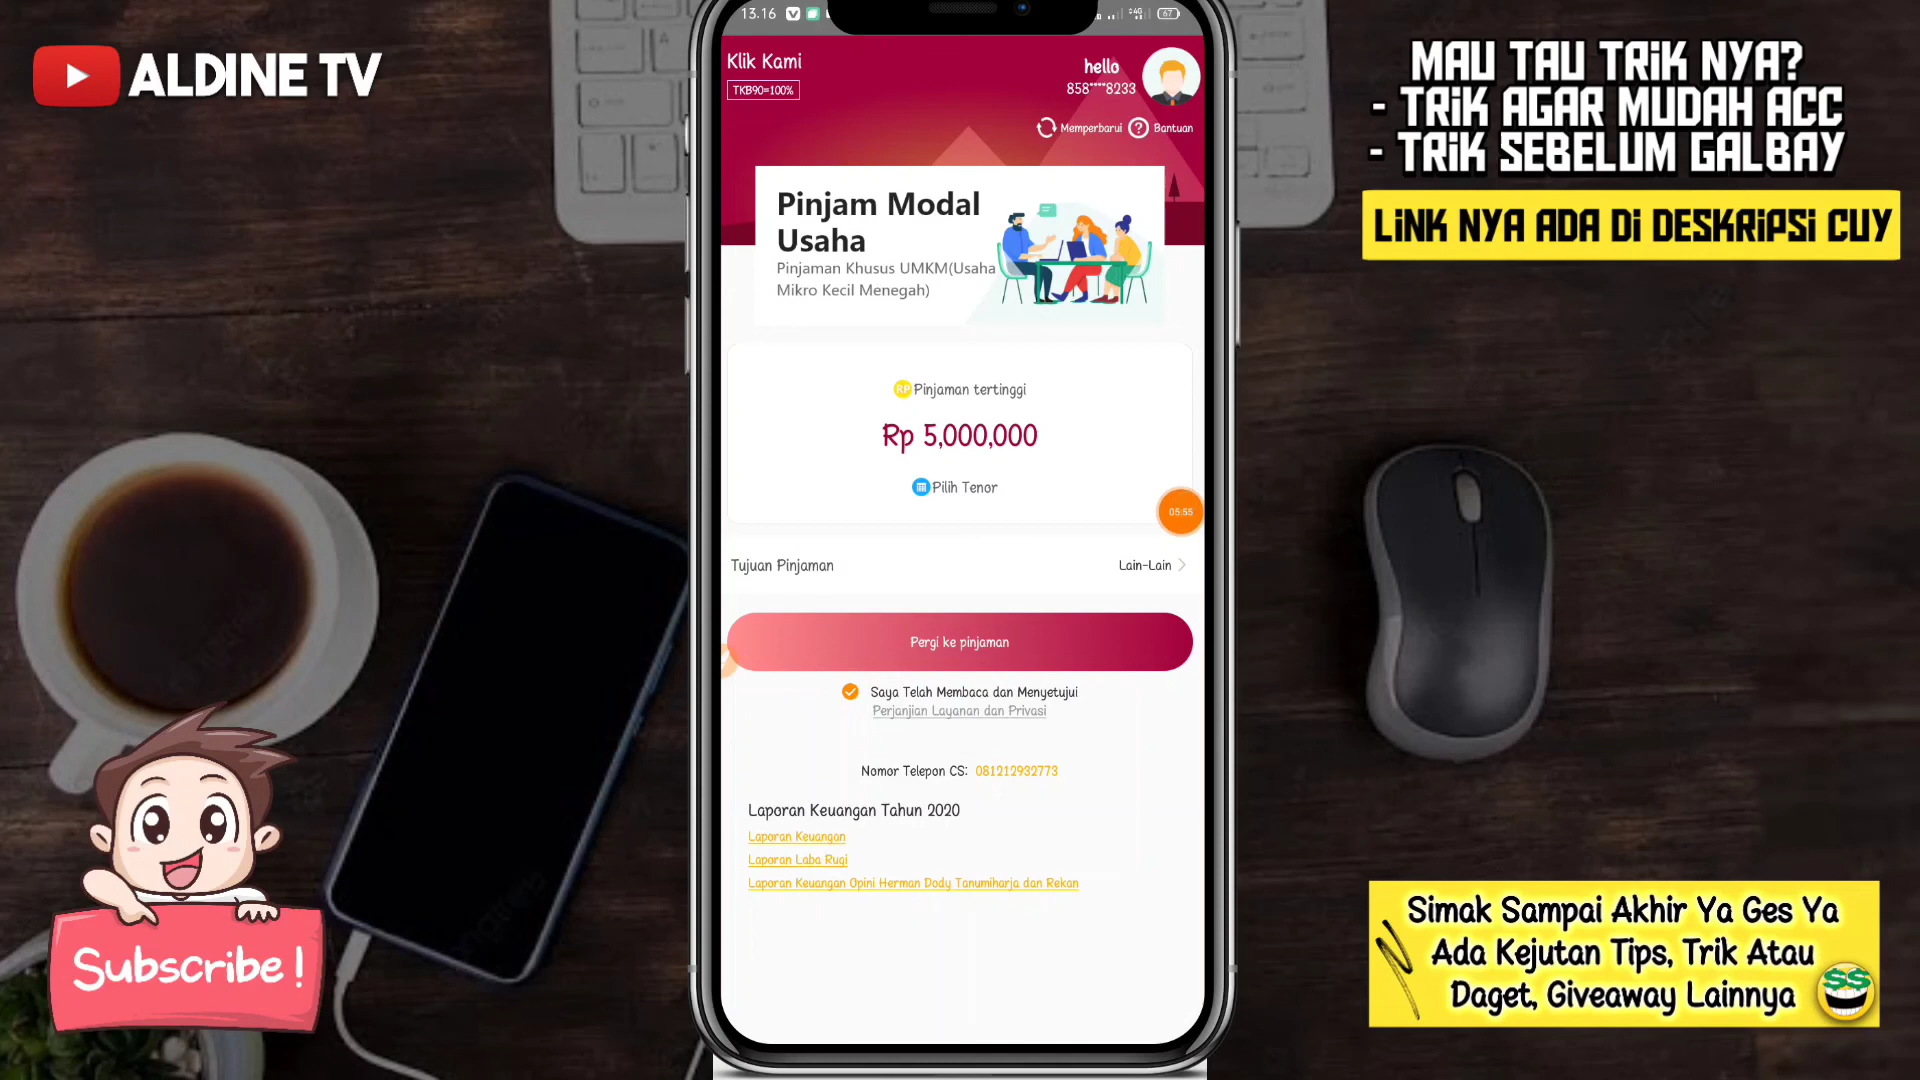 ALDINE TV
MAU TAU TRIK NYA?
- TRIK AGAR MUDAH ACC
- TRIK SEBELUM GALBAY
LINK NYA ADA DI DESKRIPSI CUY
13.16
67
Klik Kami
TKB90=100%
hello
858****8233
Memperbarui
Bantuan
Pinjam Modal
Usaha
Pinjaman Khusus UMKM(Usaha
Mikro Kecil Menegah)
RP Pinjaman tertinggi
Rp 5,000,000
Pilih Tenor
05:55
Tujuan Pinjaman
Lain-Lain
Pergi ke pinjaman
Saya Telah Membaca dan Menyetujui
Perjanjian Layanan dan Privasi
Nomor Telepon CS: 081212932773
Laporan Keuangan Tahun 2020
Laporan Keuangan
Laporan Laba Rugi
Laporan Keuangan Opini Herman Dody Tanumiharja dan Rekan
Subscribe!
Simak Sampai Akhir Ya Ges Ya
Ada Kejutan Tips, Trik Atau
Daget, Giveaway Lainnya